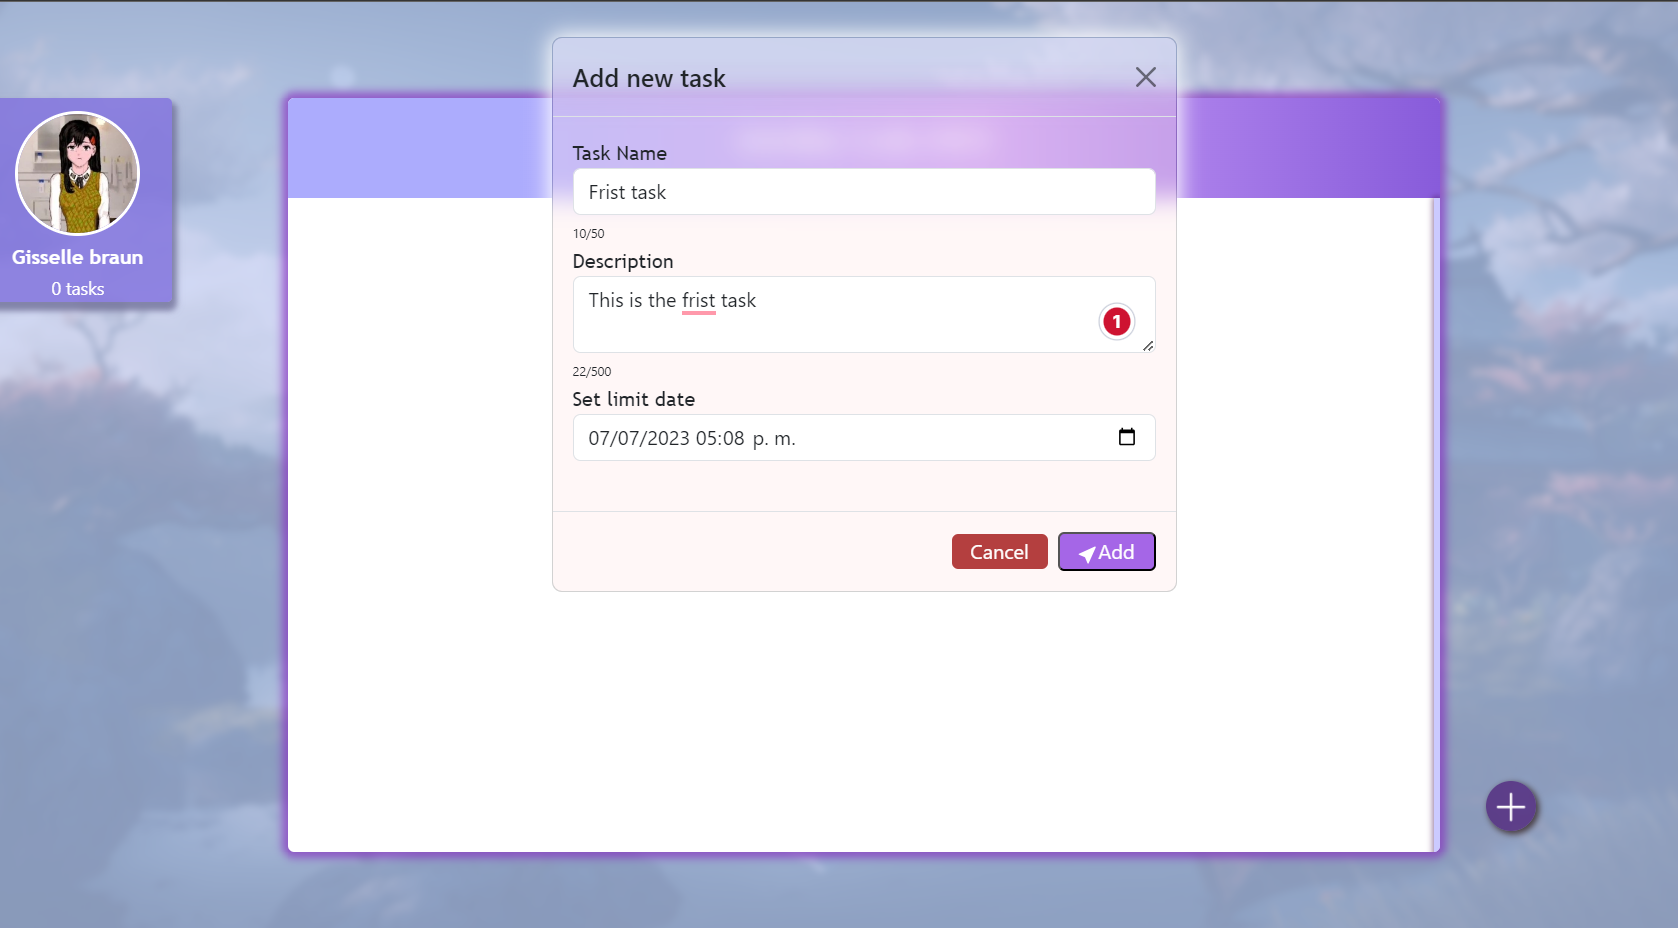 Add new task
Gisselle braun
0 tasks
Task Name
Frist task
10/50
Description
This is the frist task
1
22/500
Set limit date
07/07/2023 05:08 p. m.
Cancel
Add